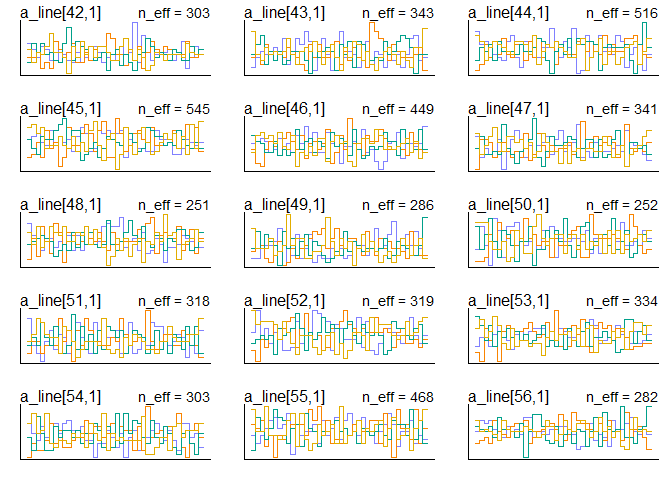 a_line[42,1] n_eff = 303 a_line[43,1] n_eff = 343 a_line[44,1] n_eff = 516
a_line[45,1] n_eff = 545 a_line[46,1] n_eff = 449 a_line[47,1] n_eff = 341
a_line[48,1] n_eff = 251 a_line[49,1] n_eff = 286 a_line[50,1] n_eff = 252
a_line[51,1] n_eff = 318 a_line[52,1] n_eff = 319 a_line[53,1] n_eff = 334
a_line[54,1] n_eff = 303 a_line[55,1] n_eff = 468 a_line[56,1] n_eff = 282